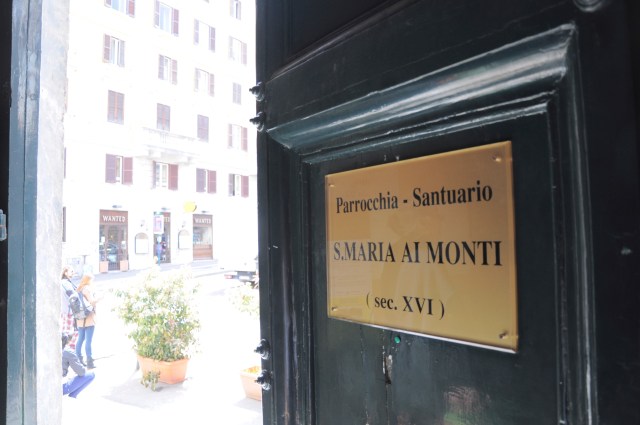 WANTED
WANTED
Parrocchia - Santuario
S.MARIA AI MONTI
( sec. XVI )